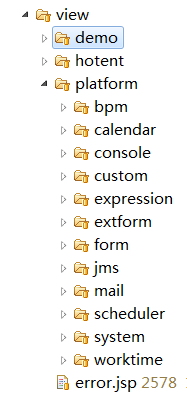 view
demo
hotent
platform
bpm
calendar
console
custom
expression
extform
form
jms
mail
scheduler
system
worktime
error.jsp 2578